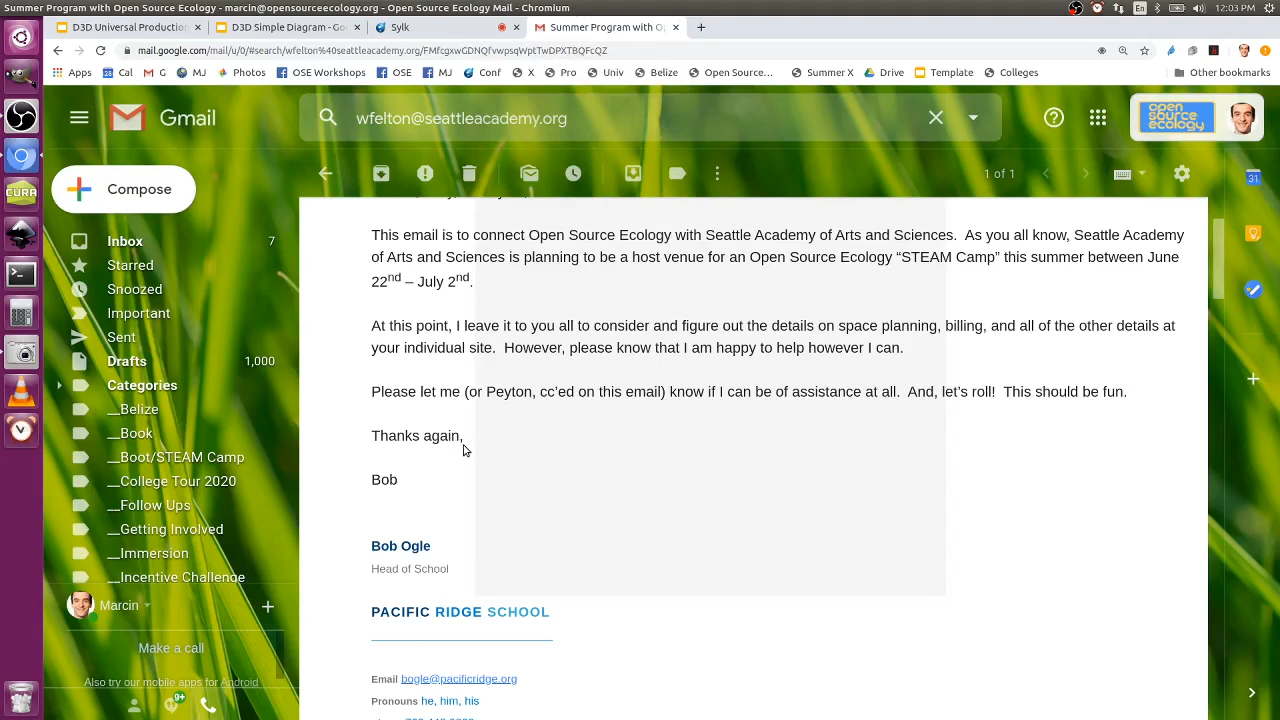 Summer Program with Open Source Ecology - marcin@opensourceecology.org - Open Source Ecology Mail - Chromium
En
12:03 PM
D3D Universal Produc
D3D Simple Diagram - Go
Sylk
Summer Program with Op
mail.google.com/mail/u/0/#search/wfelton%40seattleacademy.org/FMfcgxwGDNQfvwpsqWptTwDPXTBQFcQZ
Apps
Cal
G
MJ
Photos
OSE Workshops
OSE
MJ
Conf
X
Pro
Univ
Belize
Open Source…
Summer X
Drive
Template
Colleges
Other bookmarks
Gmail
wfelton@seattleacademy.org
open
source
ecology
Compose
1 of 1
31
Inbox
7
Starred
Snoozed
Important
Sent
Drafts
1,000
Categories
__Belize
__Book
__Boot/STEAM Camp
__College Tour 2020
__Follow Ups
__Getting Involved
__Immersion
__Incentive Challenge
Marcin
Make a call
Also try our mobile apps for Android
9+
CURA
This email is to connect Open Source Ecology with Seattle Academy of Arts and Sciences.  As you all know, Seattle Academy
of Arts and Sciences is planning to be a host venue for an Open Source Ecology “STEAM Camp” this summer between June
22nd – July 2nd.
At this point, I leave it to you all to consider and figure out the details on space planning, billing, and all of the other details at
your individual site.  However, please know that I am happy to help however I can.
Please let me (or Peyton, cc’ed on this email) know if I can be of assistance at all.  And, let’s roll!  This should be fun.
Thanks again,
Bob
Bob Ogle
Head of School
PACIFIC RIDGE SCHOOL
Email bogle@pacificridge.org
Pronouns he, him, his